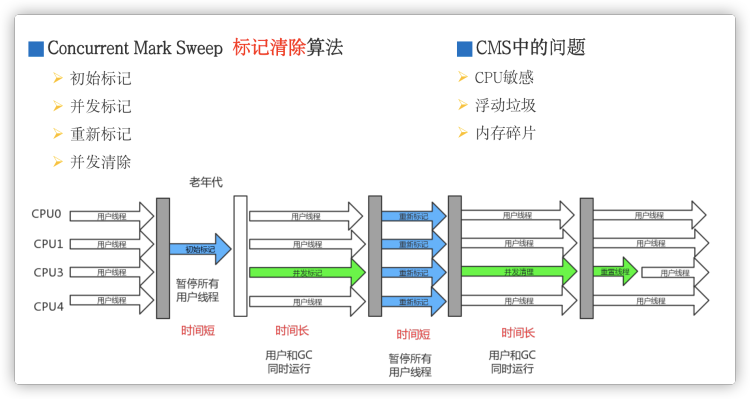 Concurrent Mark Sweep 标记清除算法
初始标记
并发标记
重新标记
并发清除
CMS中的问题
CPU敏感
浮动垃圾
内存碎片
老年代
CPU0
用户线程
用户线程
重新标记
用户线程
用户线程
CPU1
用户线程
初始标记
用户线程
重新标记
用户线程
用户线程
CPU3
用户线程
并发标记
重新标记
并发清理
重置线程
用户线程
CPU4
用户线程
用户线程
重新标记
用户线程
用户线程
暂停所有
用户线程
时间短
时间长
用户和GC
同时运行
时间短
暂停所有
用户线程
时间长
用户和GC
同时运行